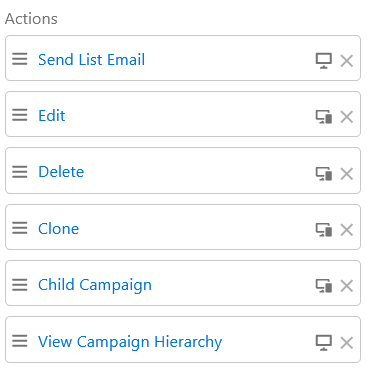 Actions
Send List Email
Edit
Delete
Clone
Child Campaign
View Campaign Hierarchy